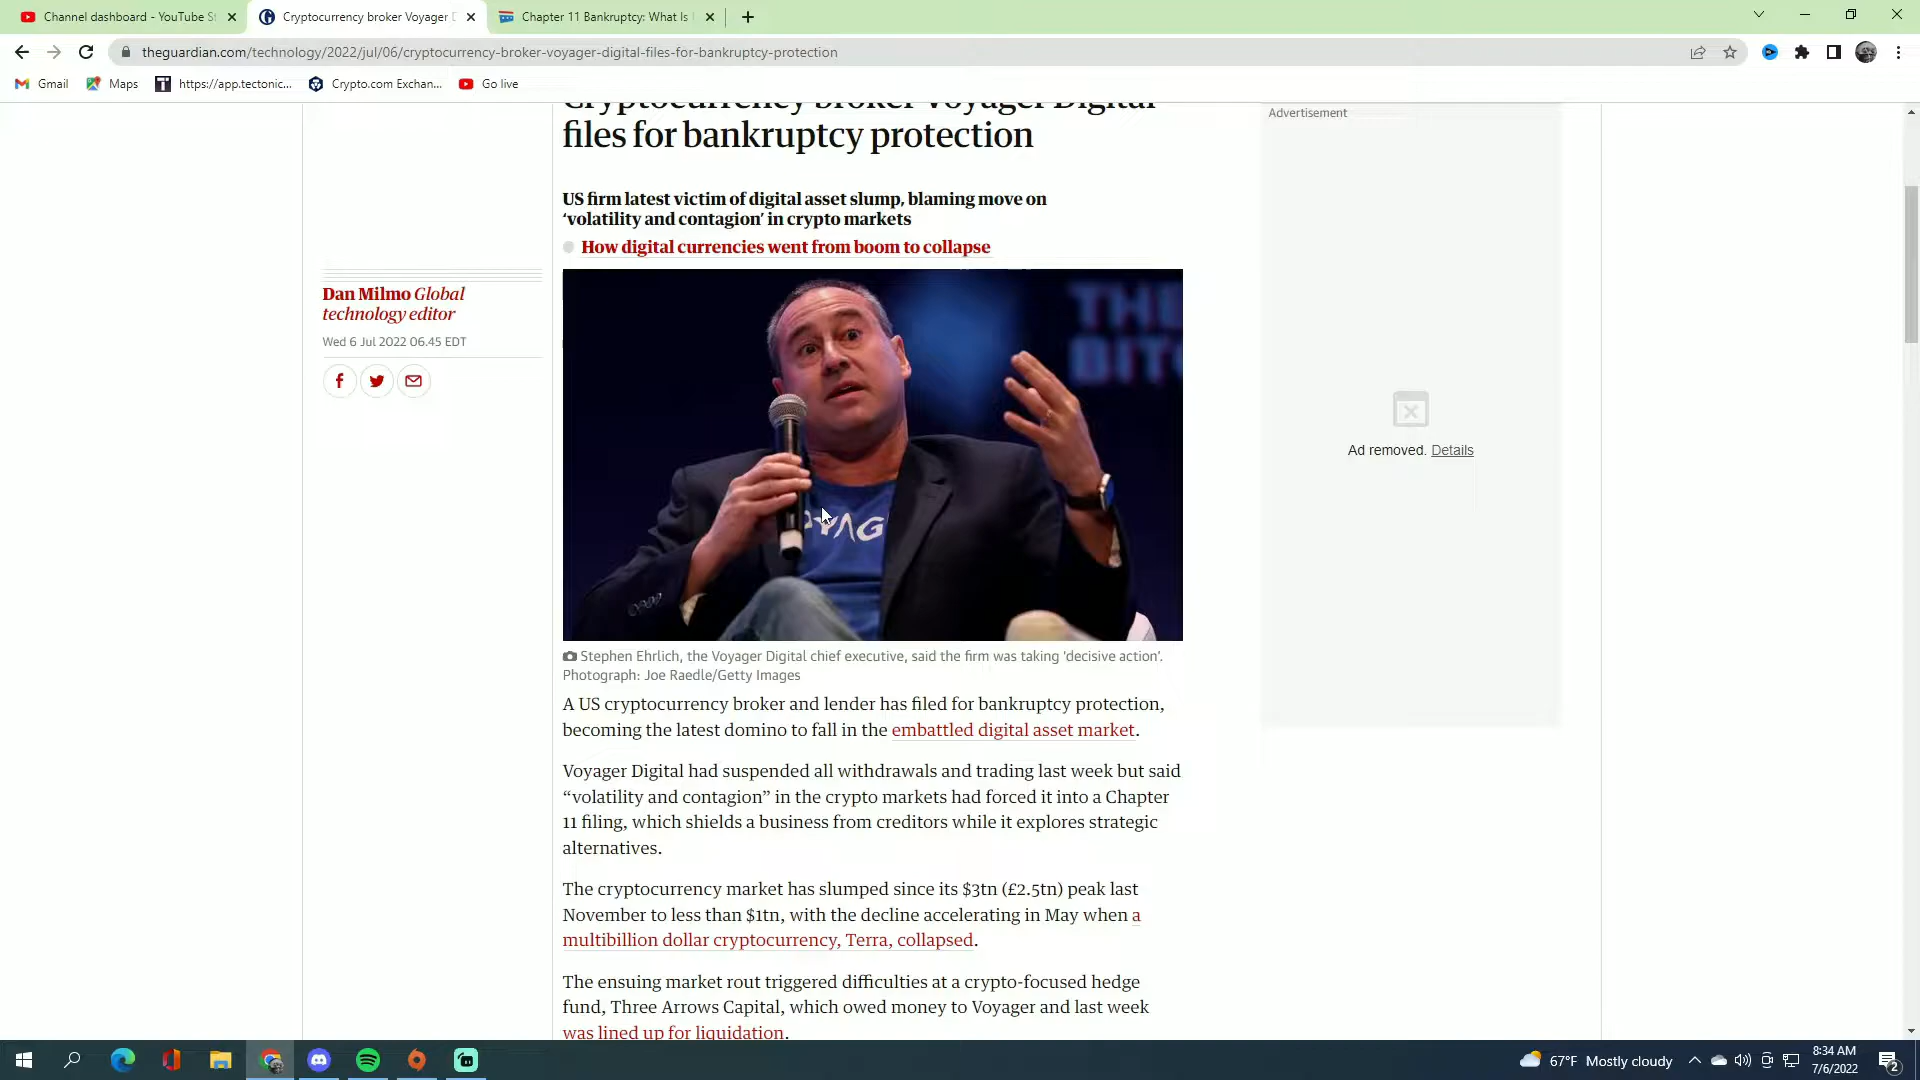 Channel dashboard - YouTube St
Cryptocurrency broker Voyager D
Chapter 11 Bankruptcy: What Is
theguardian.com/technology/2022/jul/06/cryptocurrency-broker-voyager-digital-files-for-bankruptcy-protection
Gmail
Maps
https://app.tectonic...
Crypto.com Exchan...
Go live
Cryptocurrency broker Voyager Digital
files for bankruptcy protection
Advertisement
US firm latest victim of digital asset slump, blaming move on
‘volatility and contagion’ in crypto markets
How digital currencies went from boom to collapse
Dan Milmo Global
technology editor
Wed 6 Jul 2022 06.45 EDT
THE
BIT
YAG
Ad removed. Details
Stephen Ehrlich, the Voyager Digital chief executive, said the firm was taking 'decisive action'.
Photograph: Joe Raedle/Getty Images
A US cryptocurrency broker and lender has filed for bankruptcy protection,
becoming the latest domino to fall in the embattled digital asset market.
Voyager Digital had suspended all withdrawals and trading last week but said
“volatility and contagion” in the crypto markets had forced it into a Chapter
11 filing, which shields a business from creditors while it explores strategic
alternatives.
The cryptocurrency market has slumped since its $3tn (£2.5tn) peak last
November to less than $1tn, with the decline accelerating in May when a
multibillion dollar cryptocurrency, Terra, collapsed.
The ensuing market rout triggered difficulties at a crypto-focused hedge
fund, Three Arrows Capital, which owed money to Voyager and last week
was lined up for liquidation.
67°F Mostly cloudy
8:34 AM
7/6/2022
2